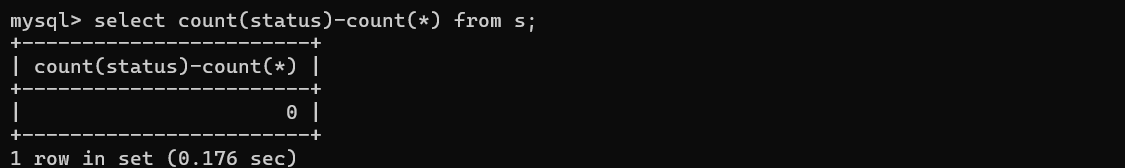 mysql> select count(status)-count(*) from s;
+------------------------+
| count(status)-count(*) |
+------------------------+
|                      0 |
+------------------------+
1 row in set (0.176 sec)